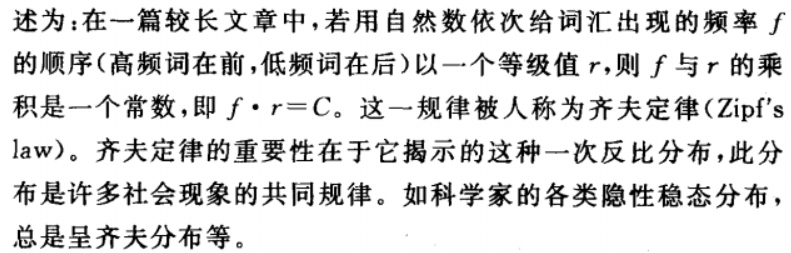 述为:在一篇较长文章中,若用自然数依次给词汇出现的频率 f
的顺序(高频词在前,低频词在后)以一个等级值 r,则 f 与 r 的乘
积是一个常数,即 f·r=C。这一规律被人称为齐夫定律(Zipf's
law)。齐夫定律的重要性在于它揭示的这种一次反比分布,此分
布是许多社会现象的共同规律。如科学家的各类隐性稳态分布,
总是呈齐夫分布等。